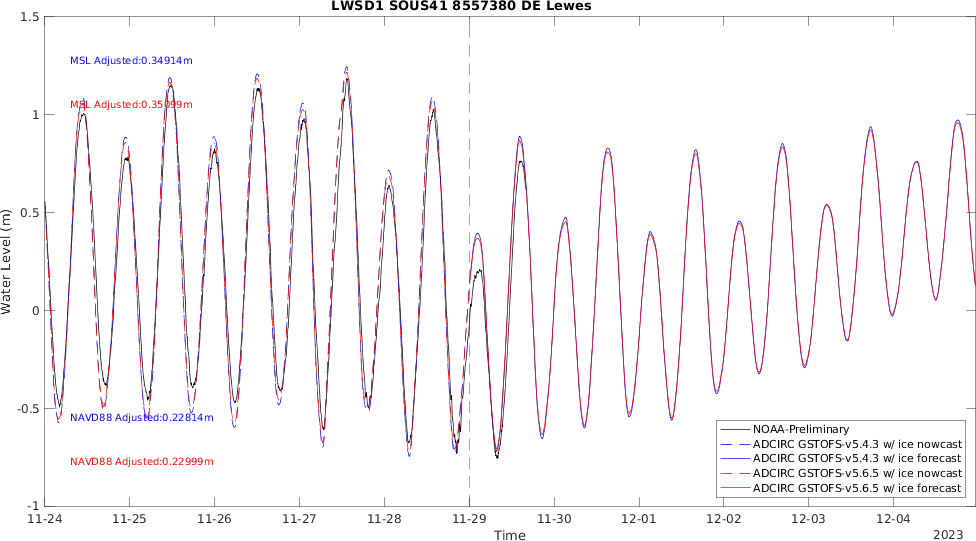 LWSD1 SOUS41 8557380 DE Lewes
1.5
MSL Adjusted:0.34914m
MSL Adjusted:0.35099m
1
0.5
Water Level (m)
0
-0.5
NAVD88 Adjusted:0.22814m
NAVD88 Adjusted:0.22999m
NOAA-Preliminary
ADCIRC GSTOFS-v5.4.3 w/ ice nowcast
ADCIRC GSTOFS-v5.4.3 w/ ice forecast
ADCIRC GSTOFS-v5.6.5 w/ ice nowcast
ADCIRC GSTOFS-v5.6.5 w/ ice forecast
-1
11-24 11-25 11-26 11-27 11-28 11-29 11-30 12-01 12-02 12-03 12-04
Time
2023